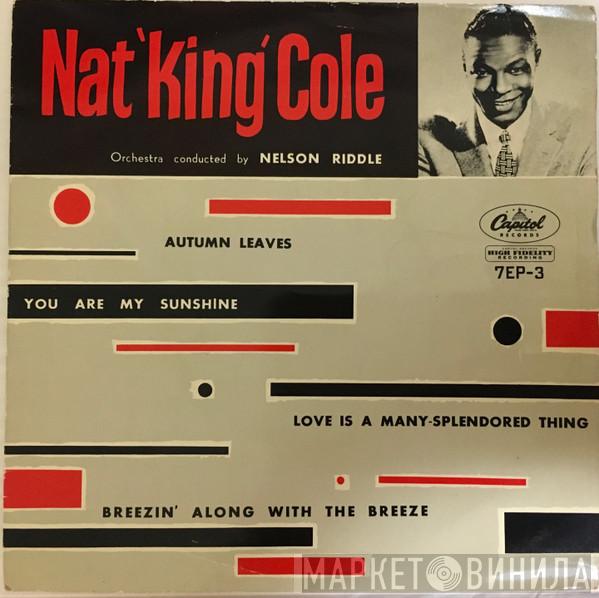 Nat 'King' Cole
Orchestra conducted by NELSON RIDDLE
AUTUMN LEAVES
Capitol
RECORDS
HIGH FIDELITY
RECORDING
7EP-3
YOU ARE MY SUNSHINE
LOVE IS A MANY-SPLENDORED THING
BREEZIN' ALONG WITH THE BREEZE
МАРКЕТ ВИНИЛА